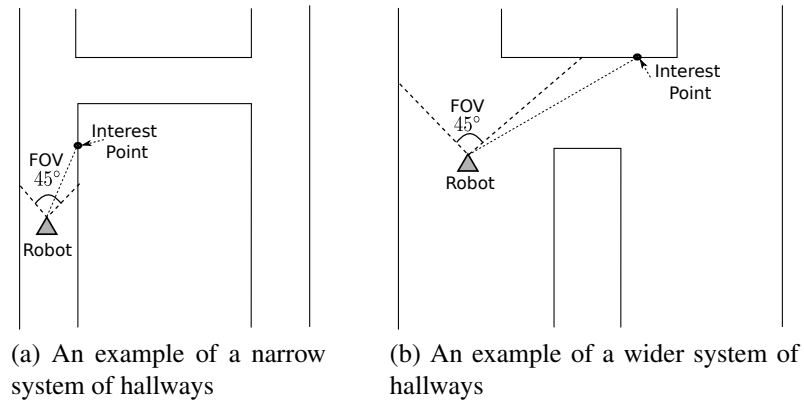 Interest
Point
FOV
45°
Robot
(a) An example of a narrow
system of hallways
Interest
Point
FOV
45°
Robot
(b) An example of a wider system of
hallways